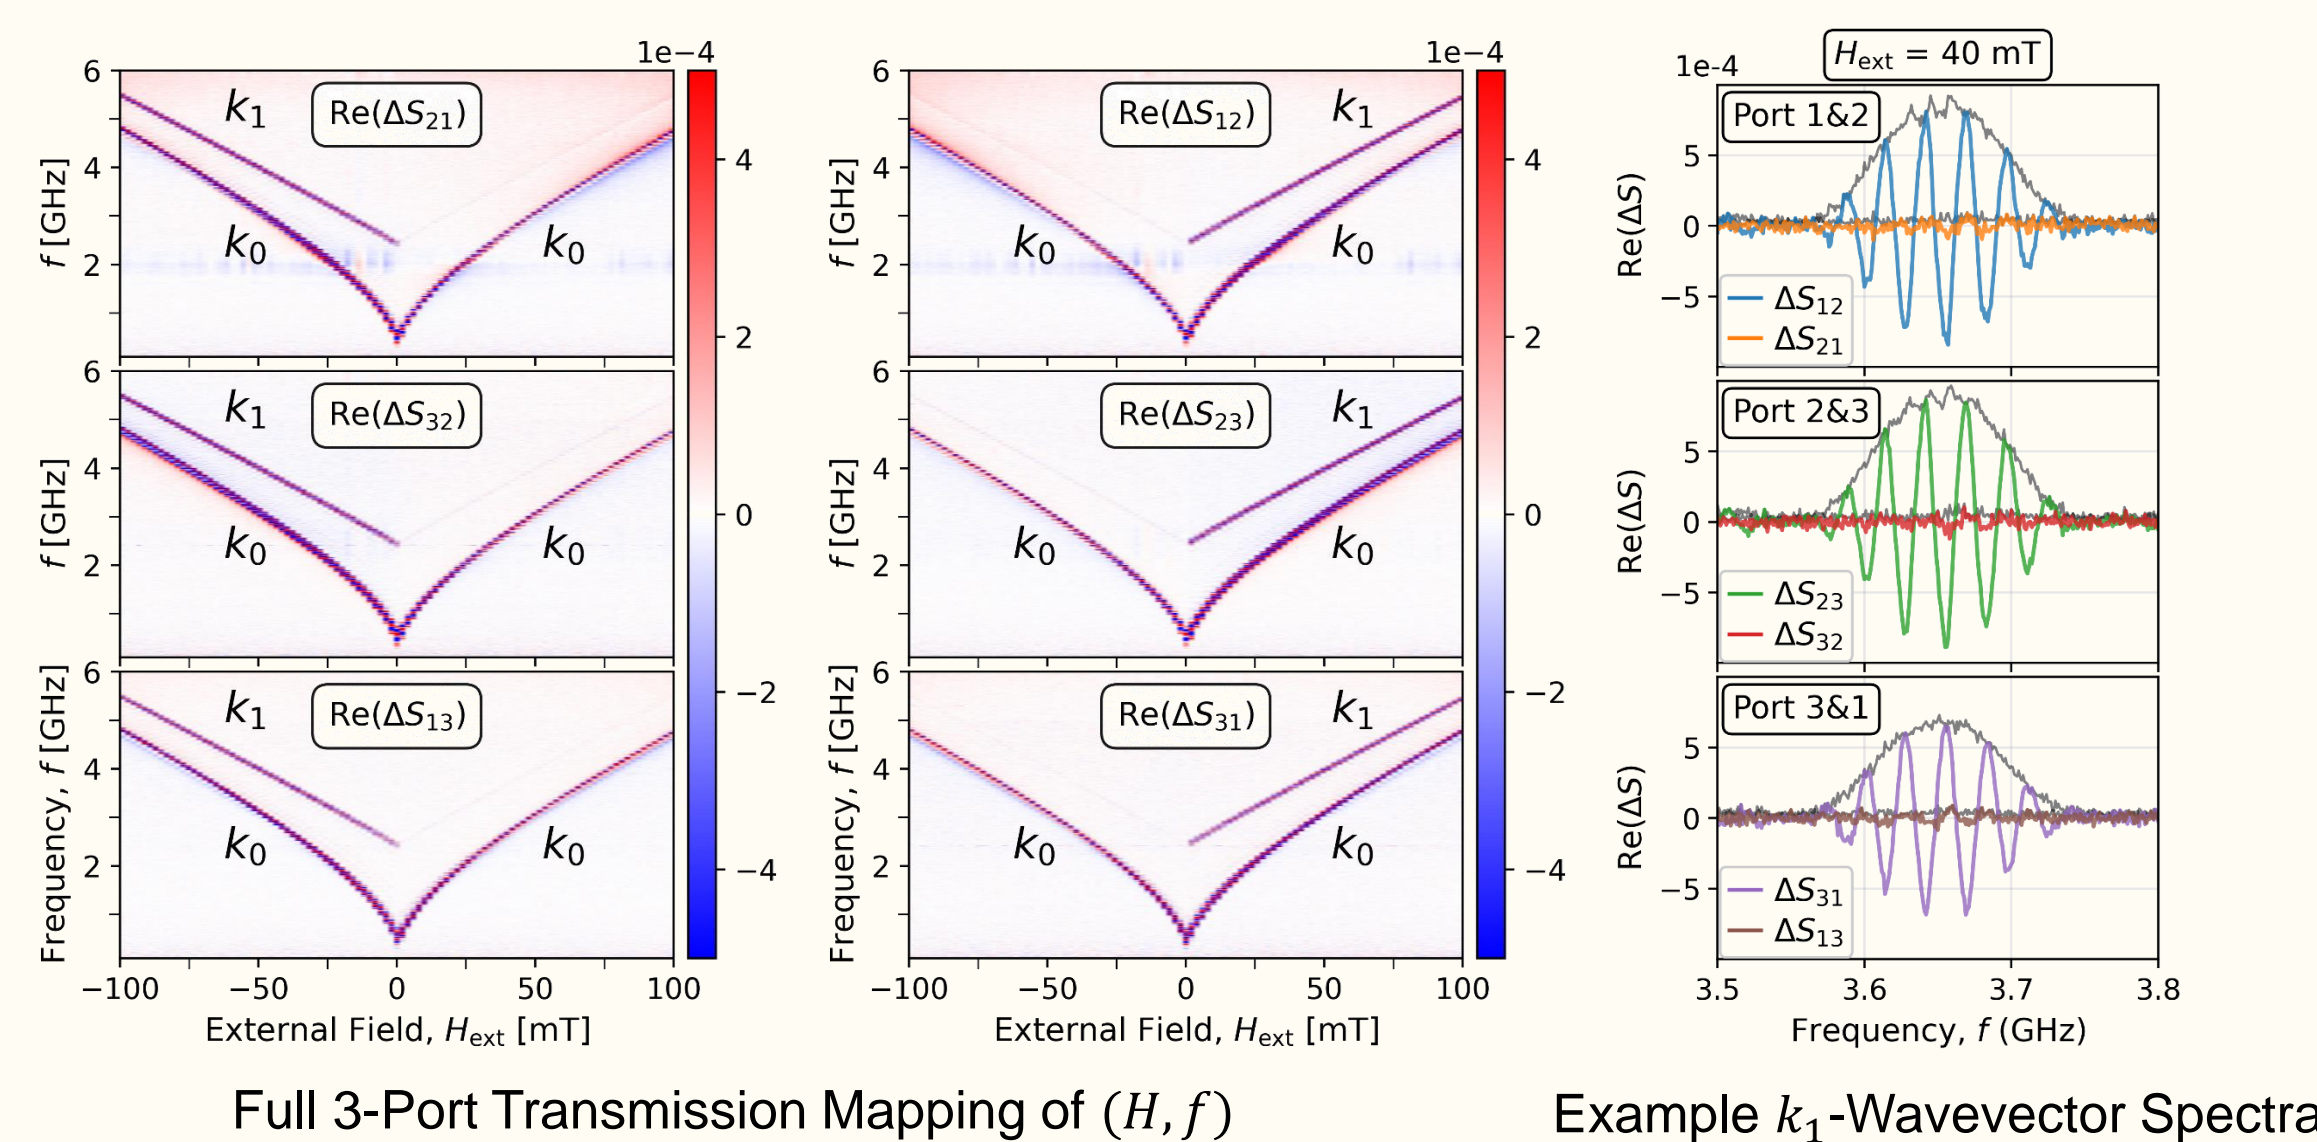 1e−4
1e−4
Re(ΔS21)
k1
k0
k0
f [GHz]
6
4
2
4
2
0
−2
−4
Re(ΔS12)
k1
k0
k0
f [GHz]
6
4
2
4
2
0
−2
−4
Re(ΔS32)
k1
k0
k0
f [GHz]
6
4
2
Re(ΔS23)
k1
k0
k0
f [GHz]
6
4
2
Re(ΔS13)
k1
k0
k0
Frequency, f [GHz]
6
4
2
−100 −50 0 50 100
External Field, Hext [mT]
Re(ΔS31)
k1
k0
k0
Frequency, f [GHz]
6
4
2
−100 −50 0 50 100
External Field, Hext [mT]
Hext = 40 mT
1e-4
Port 1&2
Re(ΔS)
5
0
−5
ΔS12
ΔS21
Port 2&3
Re(ΔS)
5
0
−5
ΔS23
ΔS32
Port 3&1
Re(ΔS)
5
0
−5
ΔS31
ΔS13
3.5 3.6 3.7 3.8
Frequency, f (GHz)
Full 3-Port Transmission Mapping of (H, f)
Example k1-Wavevector Spectra